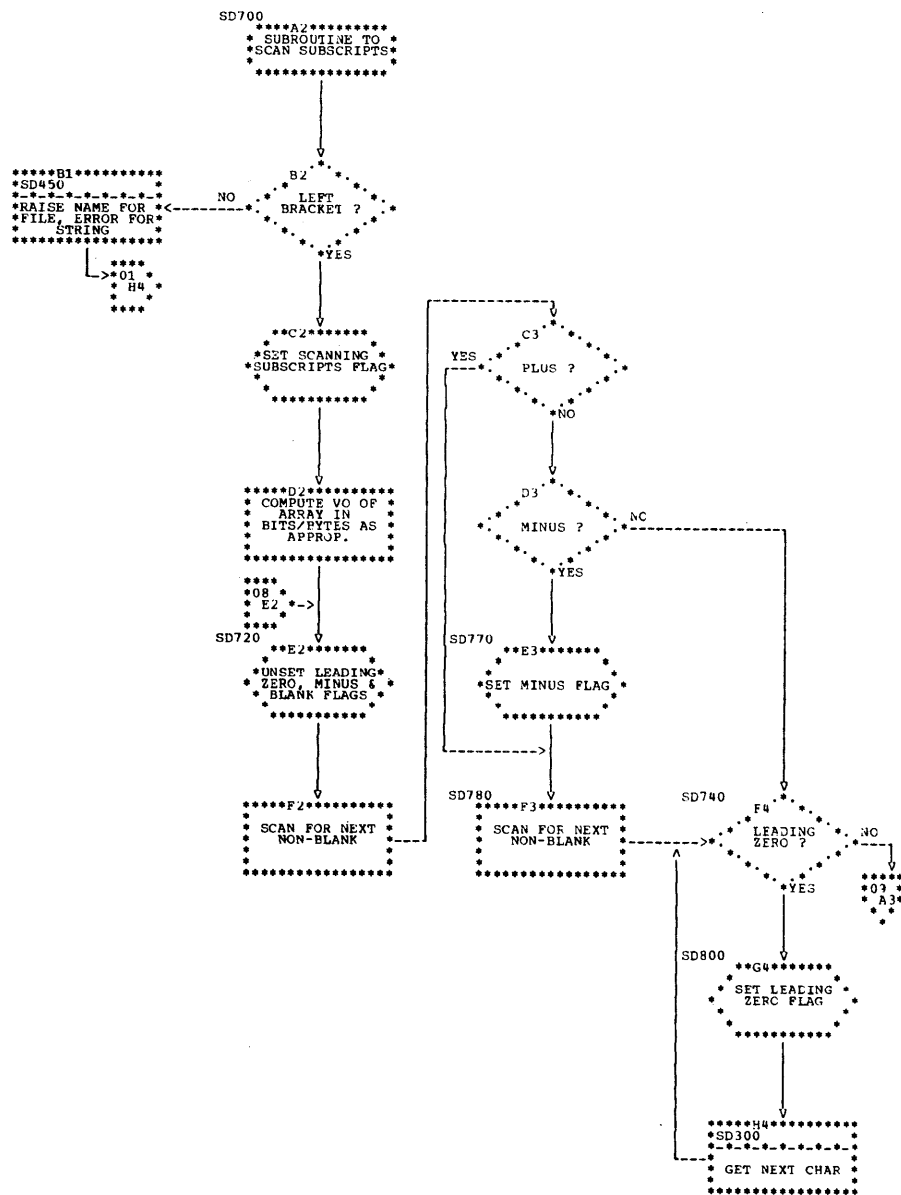 SD700
A2
SUBROUTINE TO
SCAN SUBSCRIPTS
B1
SD450
RAISE NAME FOR
FILE, ERROR FOR
STRING
NO
B2
LEFT
BRACKET ?
YES
01
H4
C2
SET SCANNING
SUBSCRIPTS FLAG
D2
COMPUTE VO OF
ARRAY IN
BITS/PYTES AS
APPROP.
08
E2
SD720
E2
UNSET LEADING
ZERO, MINUS &
BLANK FLAGS
F2
SCAN FOR NEXT
NON-BLANK
C3
YES
PLUS ?
NO
D3
MINUS ?
NC
YES
SD770
E3
SET MINUS FLAG
SD780
F3
SCAN FOR NEXT
NON-BLANK
SD740
F4
LEADING
ZERO ?
NO
YES
09
A3
SD800
G4
SET LEADING
ZERC FLAG
H4
SD300
GET NEXT CHAR